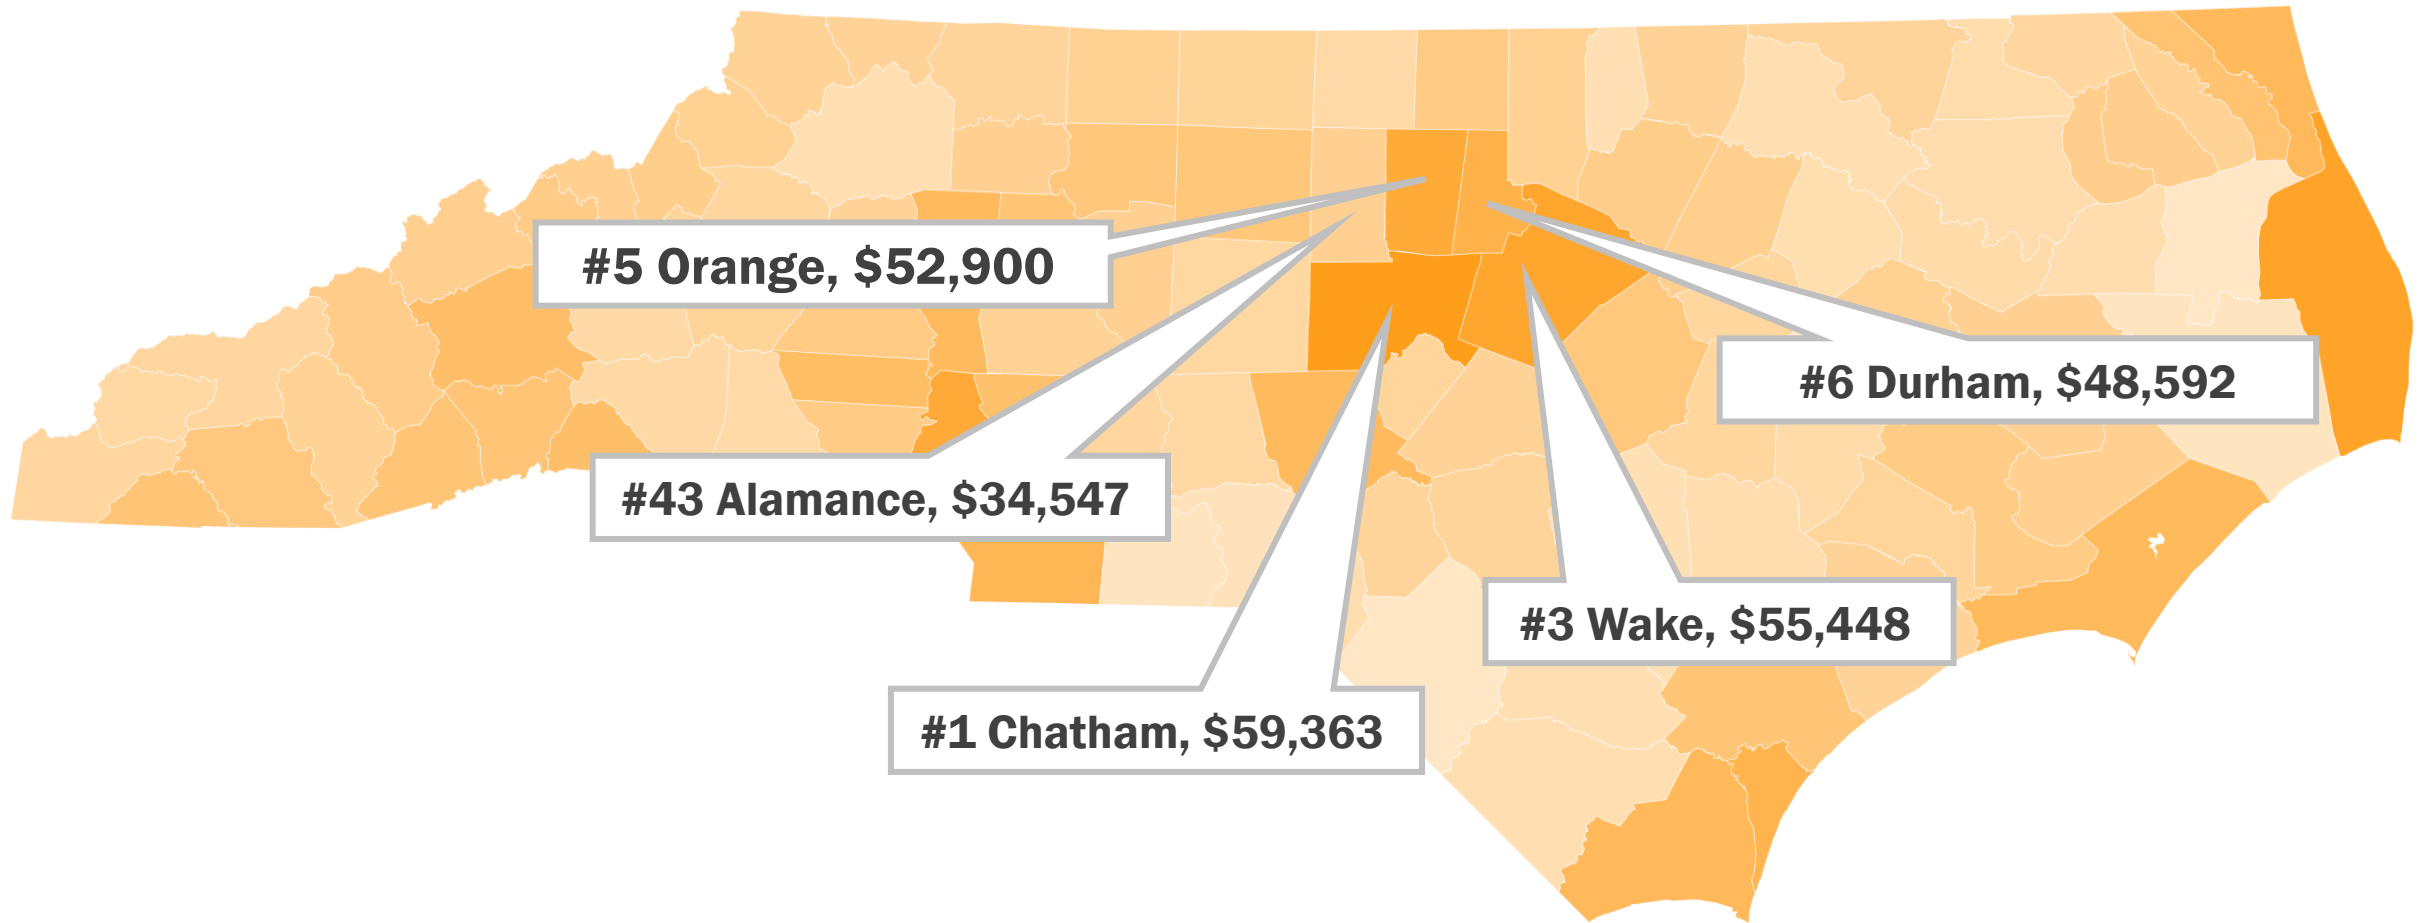 #5 Orange, $52,900
#6 Durham, $48,592
#43 Alamance, $34,547
#3 Wake, $55,448
#1 Chatham, $59,363